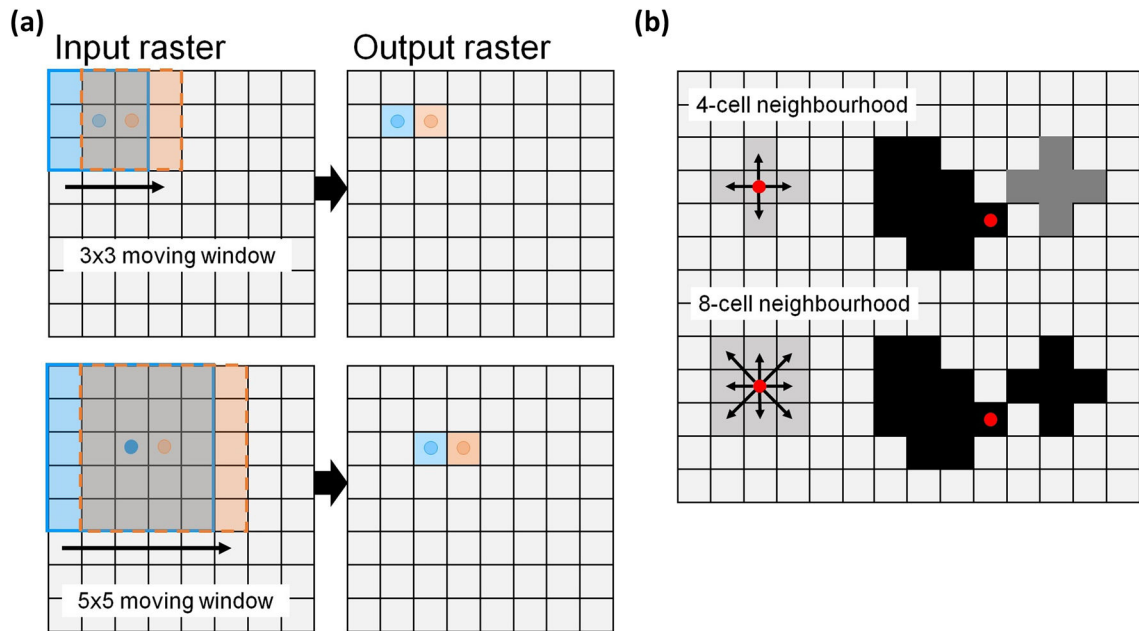 (a)
Input raster
Output raster
3x3 moving window
5x5 moving window
(b)
4-cell neighbourhood
8-cell neighbourhood